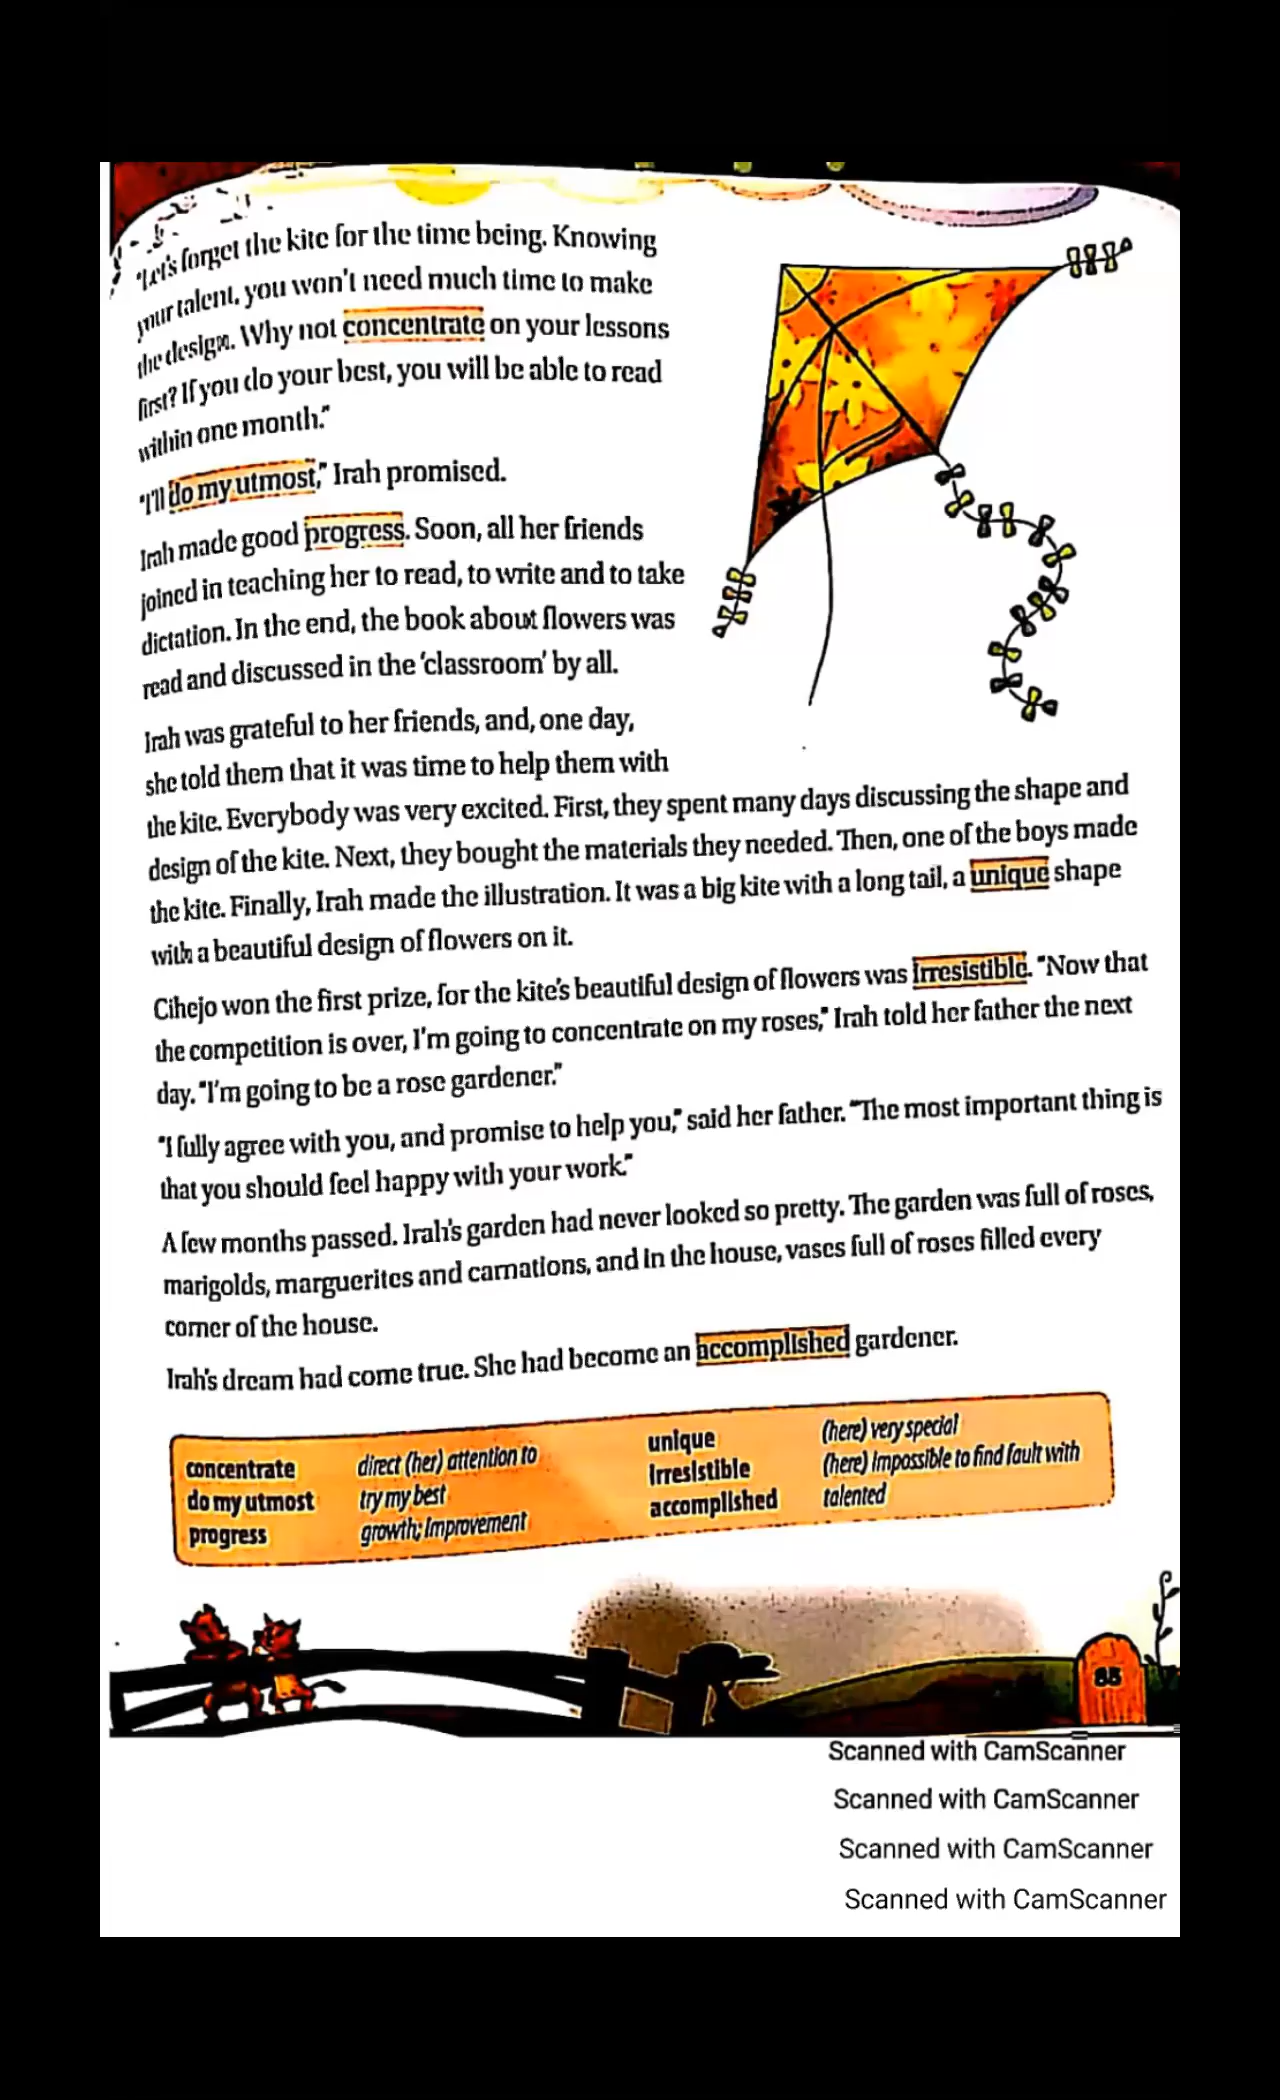 "Let's forget the kite for the time being. Knowing
your talent, you won't need much time to make
the design. Why not concentrate on your lessons
first? If you do your best, you will be able to read
within one month."
"I'll do my utmost," Irah promised.
Irah made good progress. Soon, all her friends
joined in teaching her to read, to write and to take
dictation. In the end, the book about flowers was
read and discussed in the 'classroom' by all.
Irah was grateful to her friends, and, one day,
she told them that it was time to help them with
the kite. Everybody was very excited. First, they spent many days discussing the shape and
design of the kite. Next, they bought the materials they needed. Then, one of the boys made
the kite. Finally, Irah made the illustration. It was a big kite with a long tail, a unique shape
with a beautiful design of flowers on it.
Cihejo won the first prize, for the kite's beautiful design of flowers was irresistible. "Now that
the competition is over, I'm going to concentrate on my roses," Irah told her father the next
day. "I'm going to be a rose gardener."
"I fully agree with you, and promise to help you," said her father. "The most important thing is
that you should feel happy with your work."
A few months passed. Irah's garden had never looked so pretty. The garden was full of roses,
marigolds, marguerites and carnations, and in the house, vases full of roses filled every
corner of the house.
Irah's dream had come true. She had become an accomplished gardener.
concentrate direct (her) attention to
do my utmost try my best
progress growth; improvement
unique (here) very special
irresistible (here) impossible to find fault with
accomplished talented
85
Scanned with CamScanner
Scanned with CamScanner
Scanned with CamScanner
Scanned with CamScanner